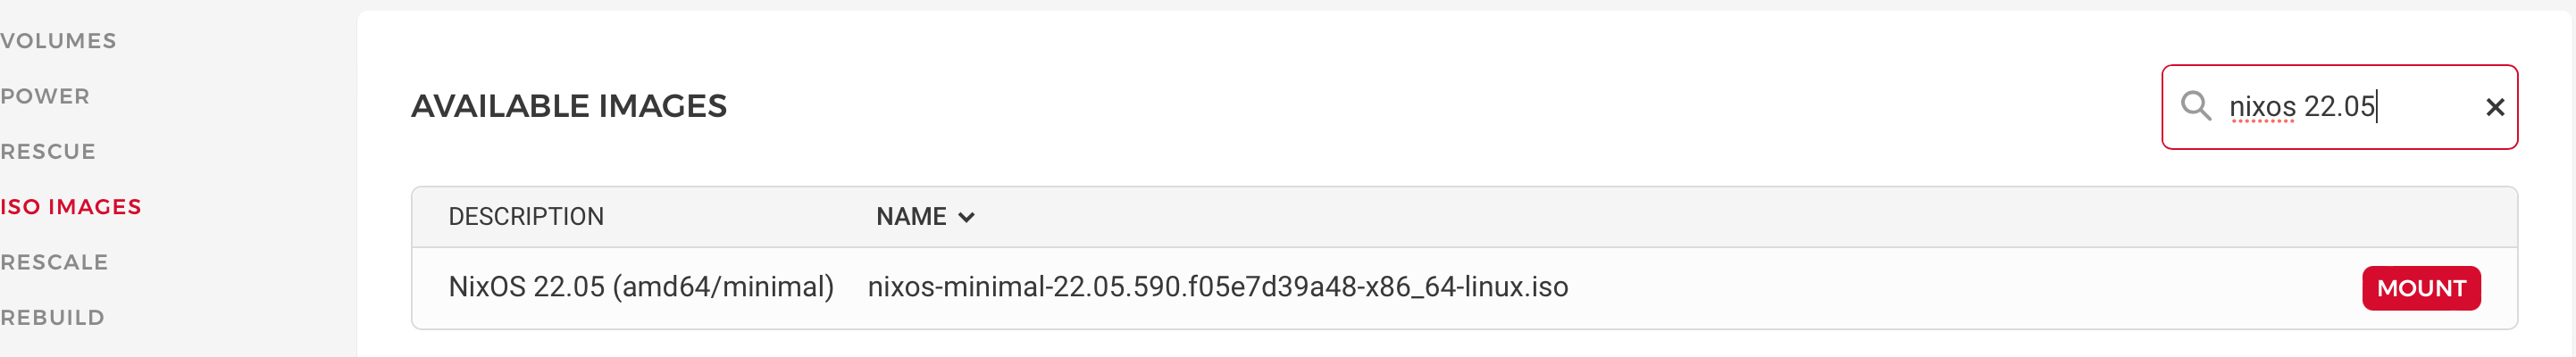 VOLUMES
POWER
RESCUE
ISO IMAGES
RESCALE
REBUILD
AVAILABLE IMAGES
nixos 22.05
DESCRIPTION NAME
NixOS 22.05 (amd64/minimal) nixos-minimal-22.05.590.f05e7d39a48-x86_64-linux.iso MOUNT